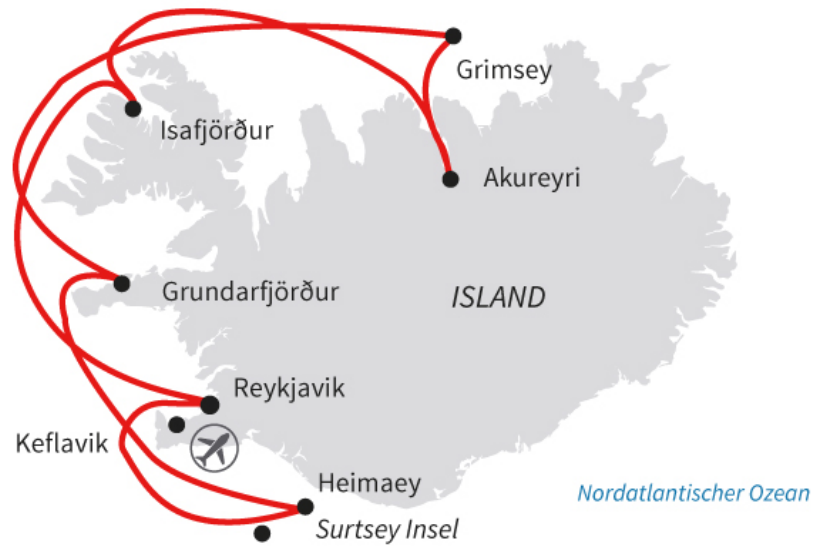 Grimsey
Isafjörður
Akureyri
Grundarfjörður
ISLAND
Reykjavik
Keflavik
Heimaey
Nordatlantischer Ozean
Surtsey Insel